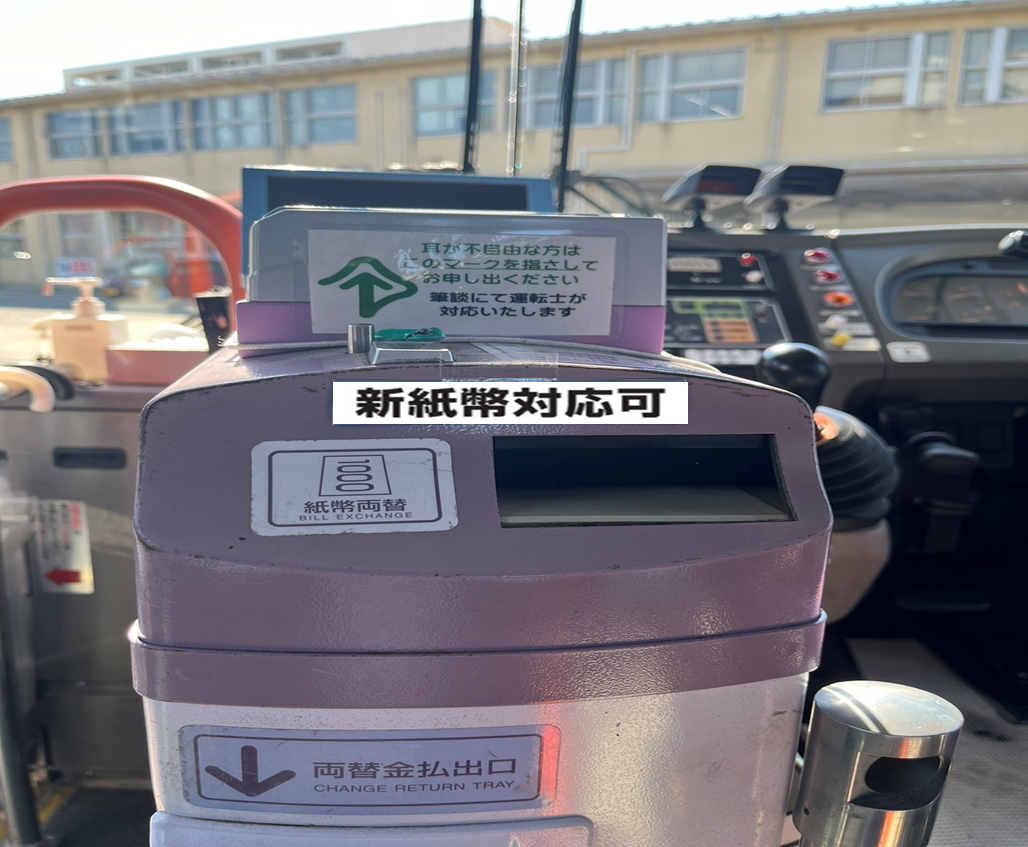 耳が不自由な方は
このマークを指さして
お申し出ください
筆談にて運転士が
対応いたします
新紙幣対応可
1000
紙幣両替
BILL EXCHANGE
両替金払出口
CHANGE RETURN TRAY